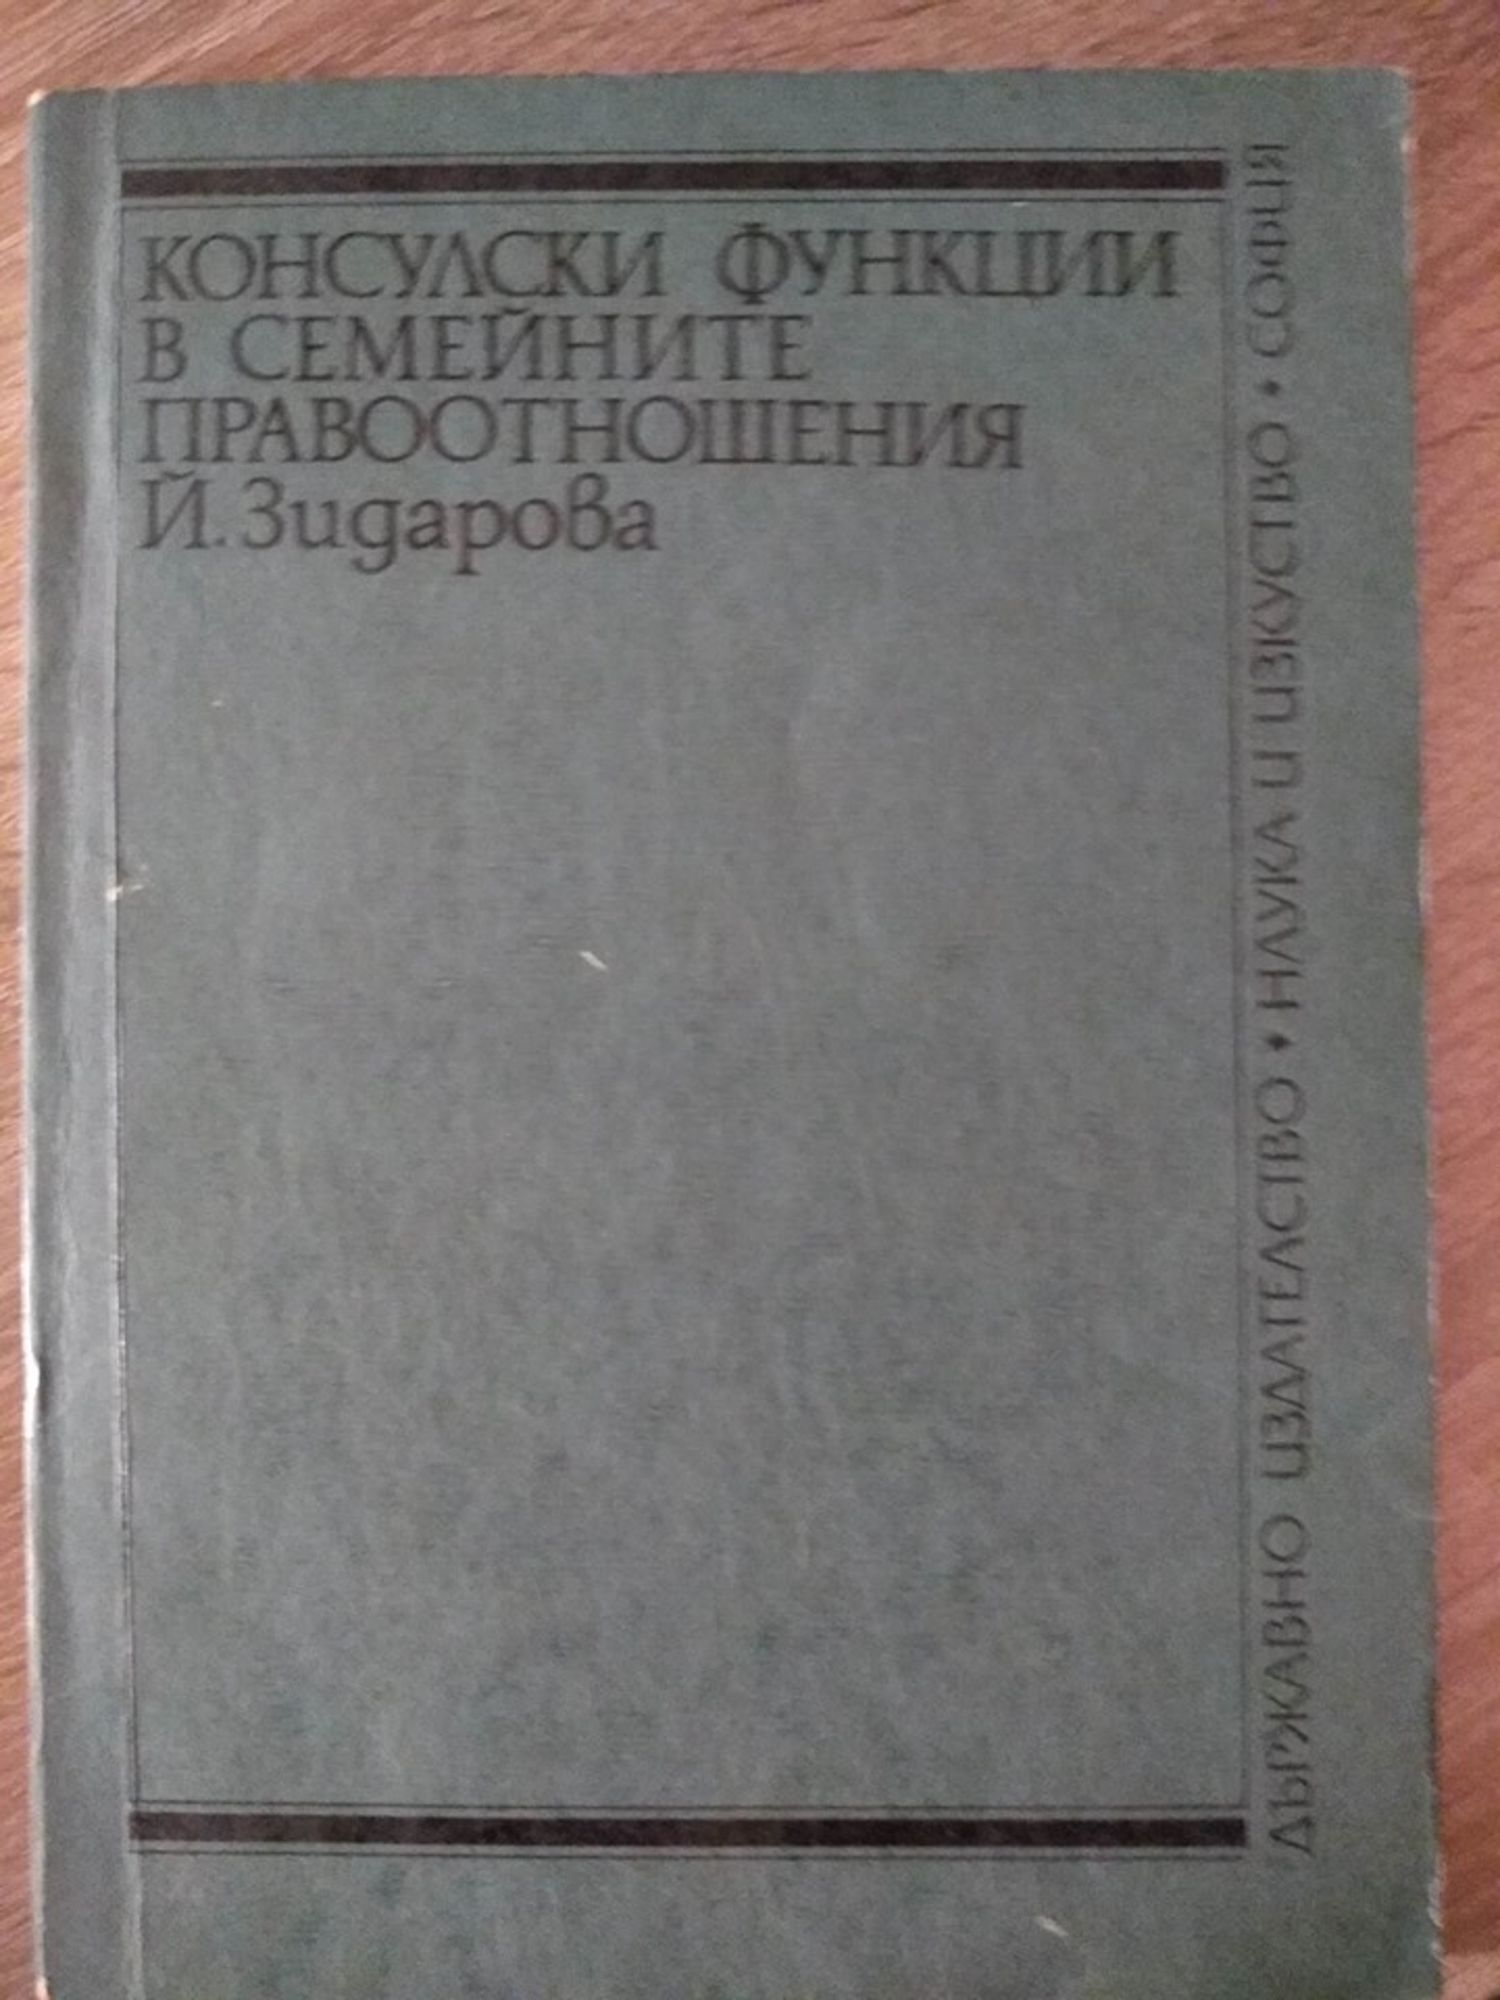 КОНСУЛСКИ ФУНКЦИИ
В СЕМЕЙНИТЕ
ПРАВООТНОШЕНИЯ
Й. Зидарова
ДЪРЖАВНО ИЗДАТЕЛСТВО • НАУКА И ИЗКУСТВО • СОФИЯ